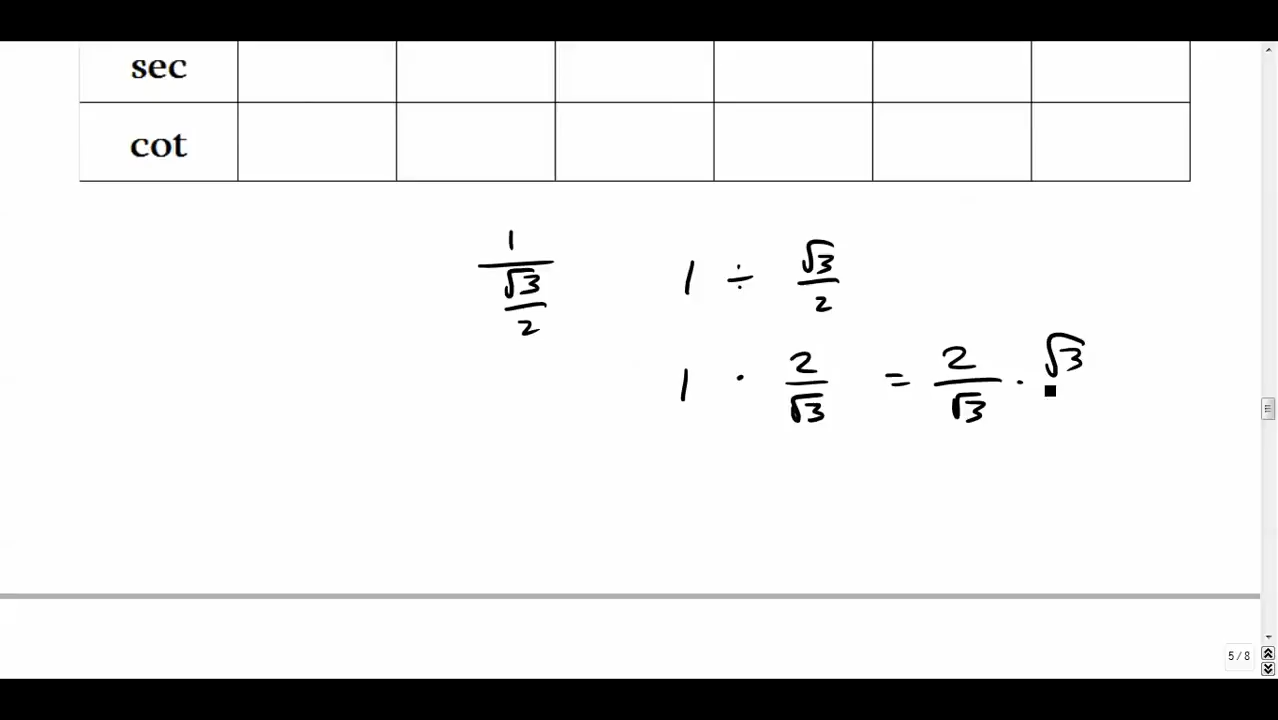 sec
cot
1/(√3/2) 1 ÷ √3/2
1 · 2/√3 = 2/√3 · √3
5 / 8